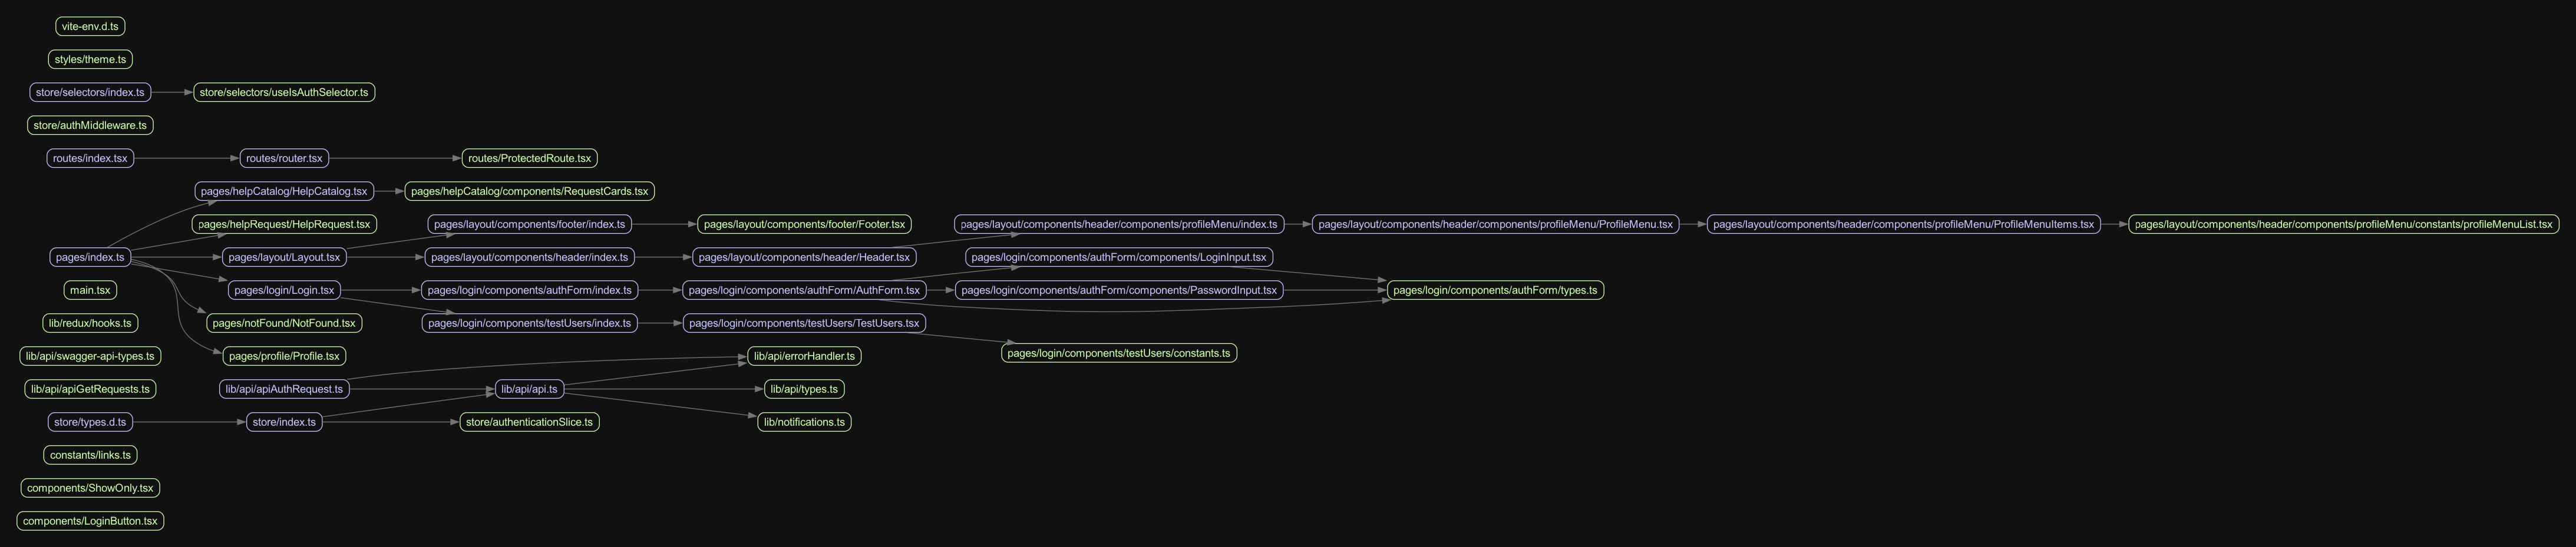 vite-env.d.ts
styles/theme.ts
store/selectors/index.ts
store/selectors/useIsAuthSelector.ts
store/authMiddleware.ts
routes/index.tsx
routes/router.tsx
routes/ProtectedRoute.tsx
pages/helpCatalog/HelpCatalog.tsx
pages/helpCatalog/components/RequestCards.tsx
pages/helpRequest/HelpRequest.tsx
pages/layout/components/footer/index.ts
pages/layout/components/footer/Footer.tsx
pages/layout/components/header/components/profileMenu/index.ts
pages/layout/components/header/components/profileMenu/ProfileMenu.tsx
pages/layout/components/header/components/profileMenu/ProfileMenuItems.tsx
pages/layout/components/header/components/profileMenu/constants/profileMenuList.tsx
pages/index.ts
pages/layout/Layout.tsx
pages/layout/components/header/index.ts
pages/layout/components/header/Header.tsx
pages/login/components/authForm/components/LoginInput.tsx
main.tsx
pages/login/Login.tsx
pages/login/components/authForm/index.ts
pages/login/components/authForm/AuthForm.tsx
pages/login/components/authForm/components/PasswordInput.tsx
pages/login/components/authForm/types.ts
lib/redux/hooks.ts
pages/notFound/NotFound.tsx
pages/login/components/testUsers/index.ts
pages/login/components/testUsers/TestUsers.tsx
lib/api/swagger-api-types.ts
pages/profile/Profile.tsx
lib/api/errorHandler.ts
pages/login/components/testUsers/constants.ts
lib/api/apiGetRequests.ts
lib/api/apiAuthRequest.ts
lib/api/api.ts
lib/api/types.ts
store/types.d.ts
store/index.ts
store/authenticationSlice.ts
lib/notifications.ts
constants/links.ts
components/ShowOnly.tsx
components/LoginButton.tsx